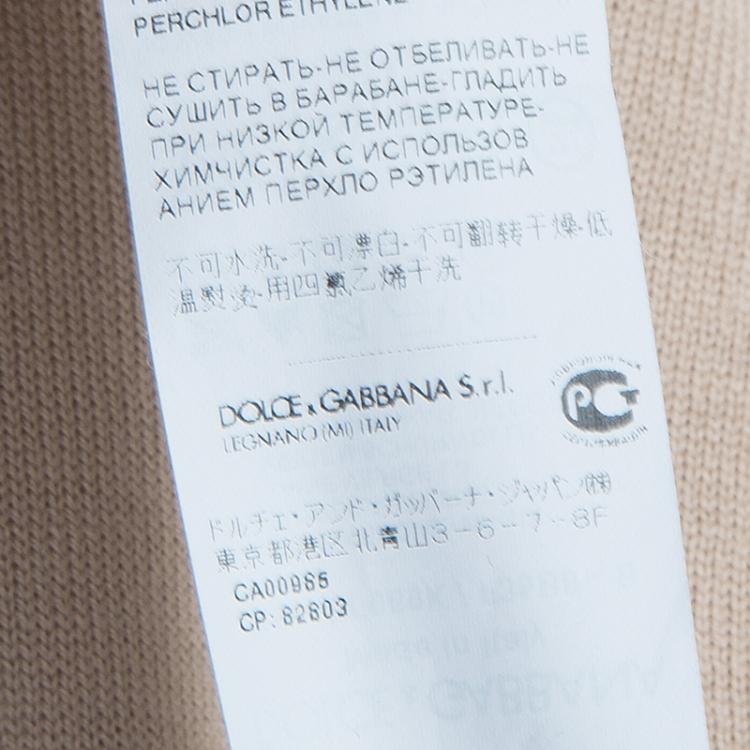 PERCHLOR ETHYLENE
НЕ СТИРАТЬ-НЕ ОТБЕЛИВАТЬ-НЕ
СУШИТЬ В БАРАБАНЕ-ГЛАДИТЬ
ПРИ НИЗКОЙ ТЕМПЕРАТУРЕ-
ХИМЧИСТКА С ИСПОЛЬЗОВ
АНИЕМ ПЕРХЛО РЭТИЛЕНА
不可水洗-不可漂白-不可翻转干燥-低
温熨烫-用四氯乙烯干洗
DOLCE & GABBANA S.r.l.
LEGNANO (MI) ITALY
РСТ
ドルチェ・アンド・ガッバーナ・ジャパン(株)
東京都港区北青山3-6-7-8F
CA00985
CP: 82603